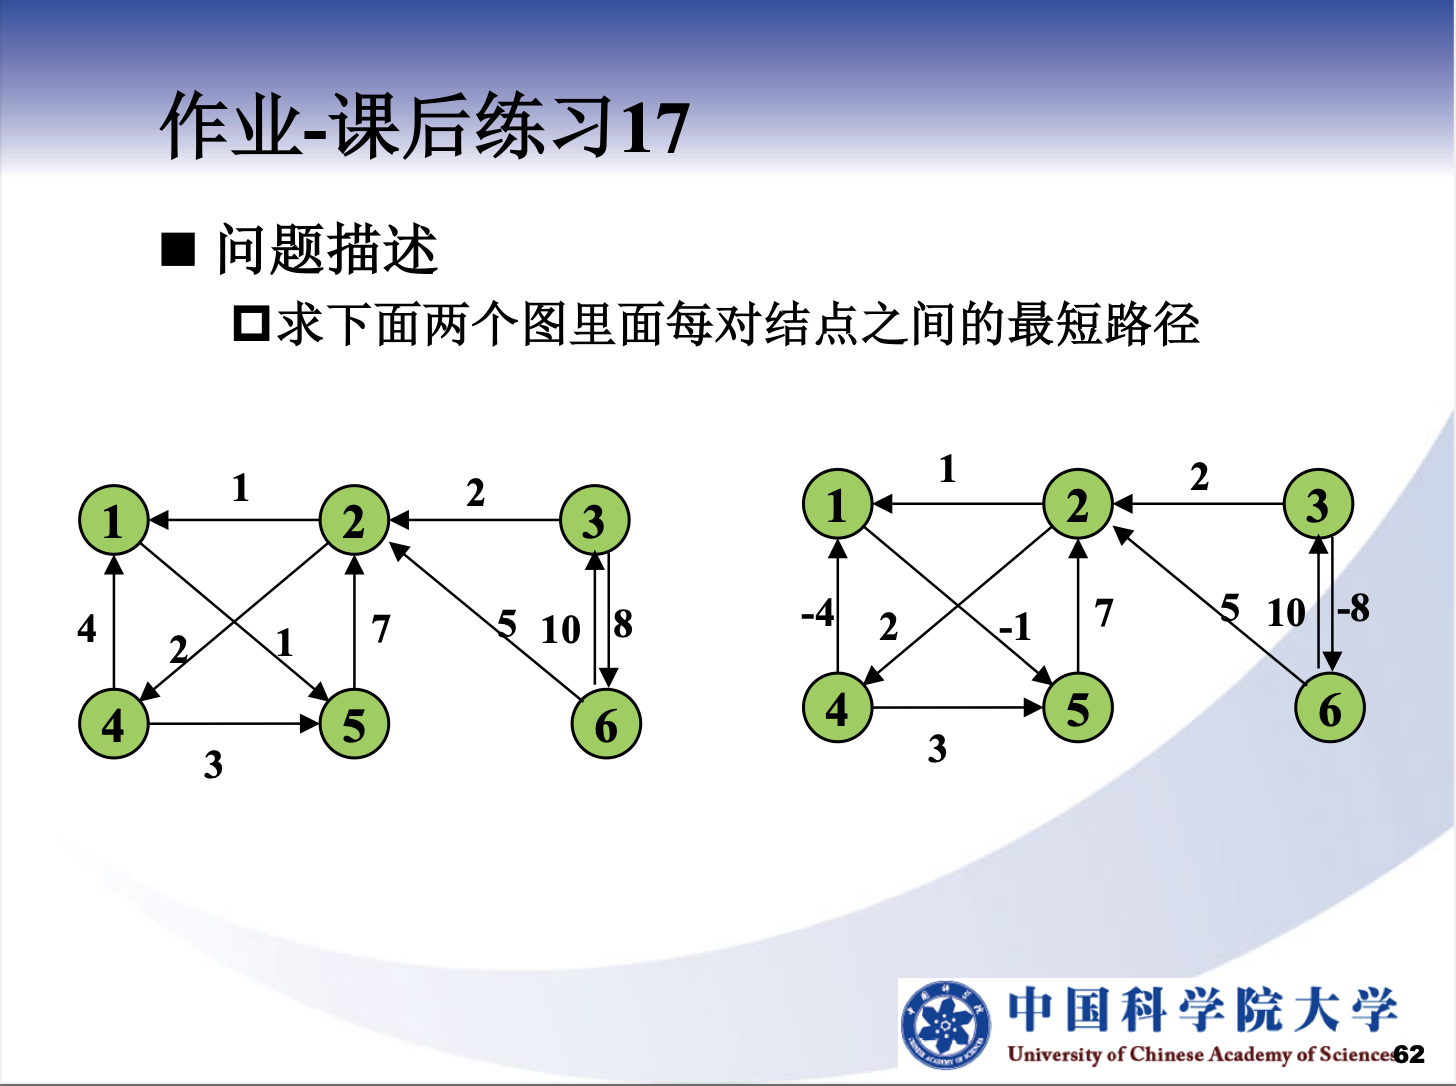 作业-课后练习17
问题描述
求下面两个图里面每对结点之间的最短路径
1 2
1 2 3
4 2 1 7 5 10 8
4 5 6
3
1 2
1 2 3
-4 2 -1 7 5 10 -8
4 5 6
3
中国科学院大学
University of Chinese Academy of Sciences
62